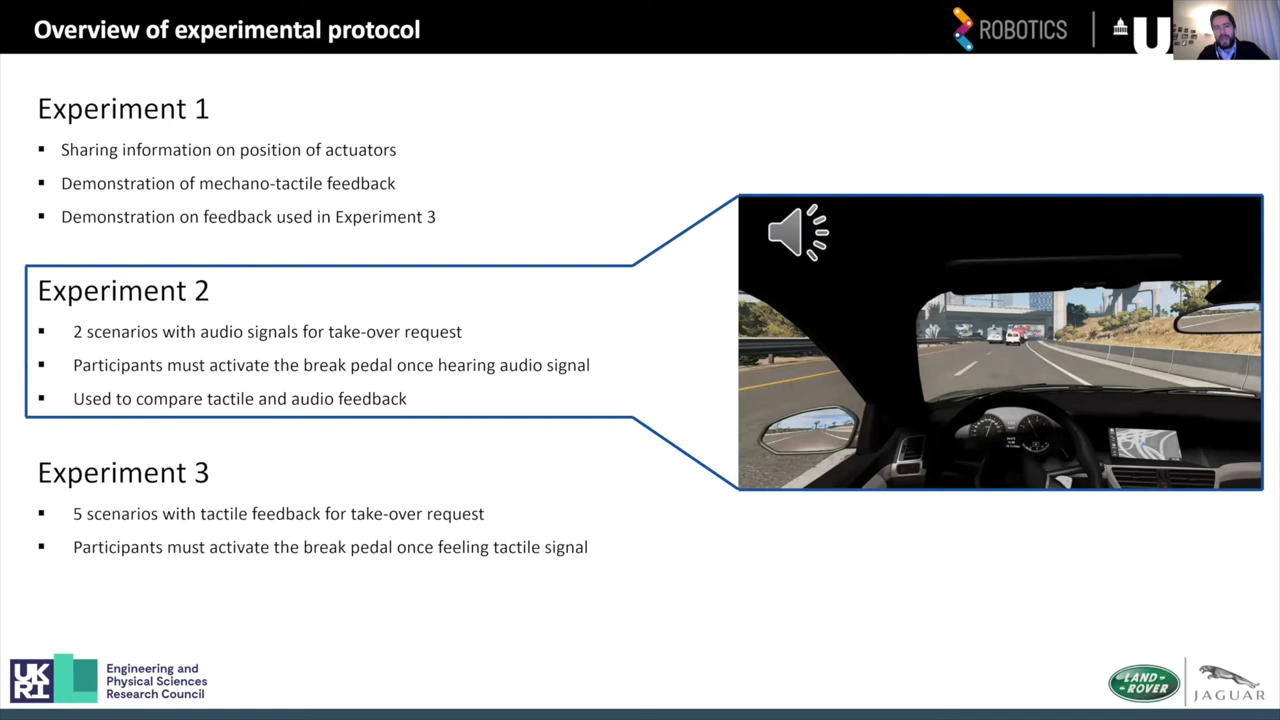 Overview of experimental protocol
ROBOTICS
U
Experiment 1
▪ Sharing information on position of actuators
▪ Demonstration of mechano-tactile feedback
▪ Demonstration on feedback used in Experiment 3
Experiment 2
▪ 2 scenarios with audio signals for take-over request
▪ Participants must activate the break pedal once hearing audio signal
▪ Used to compare tactile and audio feedback
Experiment 3
▪ 5 scenarios with tactile feedback for take-over request
▪ Participants must activate the break pedal once feeling tactile signal
UK
RI
Engineering and
Physical Sciences
Research Council
LAND-
ROVER
JAGUAR